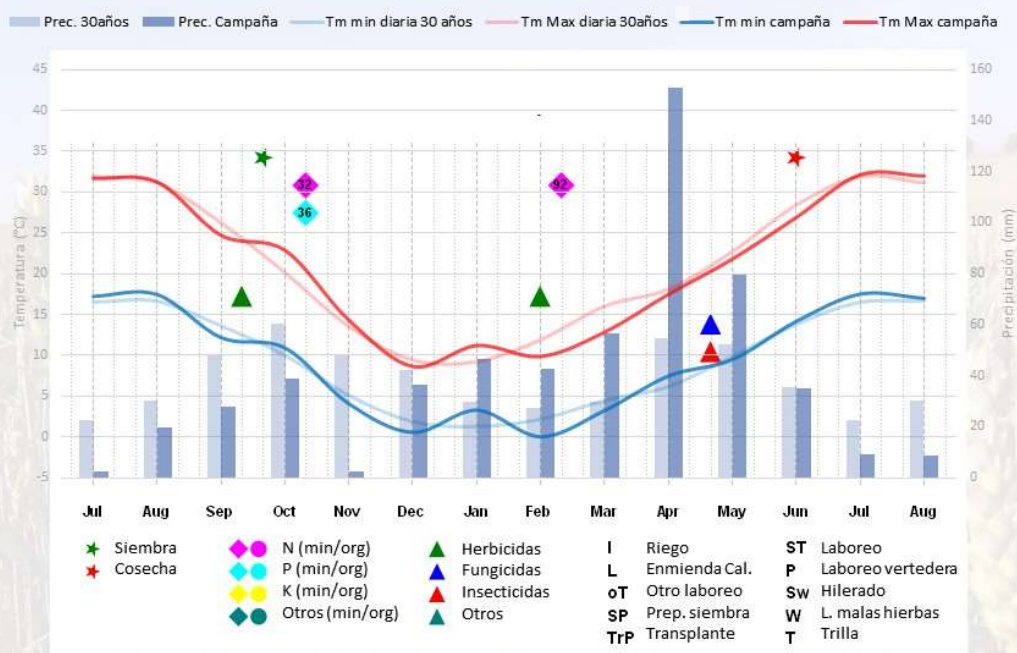 Prec. 30años Prec. Campaña Tm min diaria 30 años Tm Max diaria 30años Tm min campaña Tm Max campaña
45 160
40 140
35 120
30 100
25 80
20 60
15 40
10 20
5 0
0
-5
Temperatura (°C)
Precipitación (mm)
32
36
92
Jul Aug Sep Oct Nov Dec Jan Feb Mar Apr May Jun Jul Aug
Siembra N (min/org) Herbicidas I Riego ST Laboreo
Cosecha P (min/org) Fungicidas L Enmienda Cal. P Laboreo vertedera
K (min/org) Insecticidas oT Otro laboreo Sw Hilerado
Otros (min/org) Otros SP Prep. siembra W L. malas hierbas
TrP Transplante T Trilla